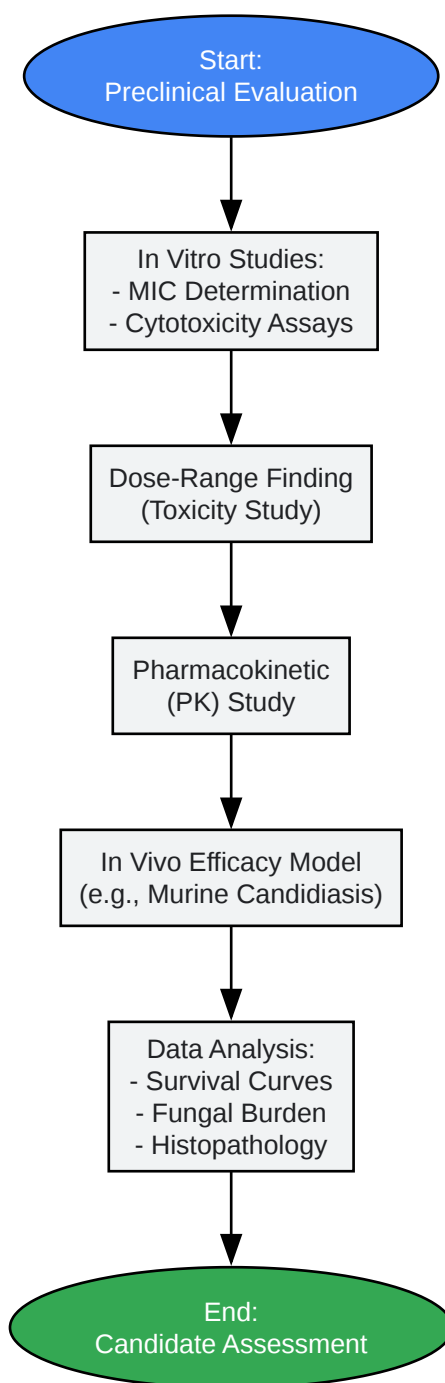 Start:
Preclinical Evaluation
In Vitro Studies:
- MIC Determination
- Cytotoxicity Assays
Dose-Range Finding
(Toxicity Study)
Pharmacokinetic
(PK) Study
In Vivo Efficacy Model
(e.g., Murine Candidiasis)
Data Analysis:
- Survival Curves
- Fungal Burden
- Histopathology
End:
Candidate Assessment